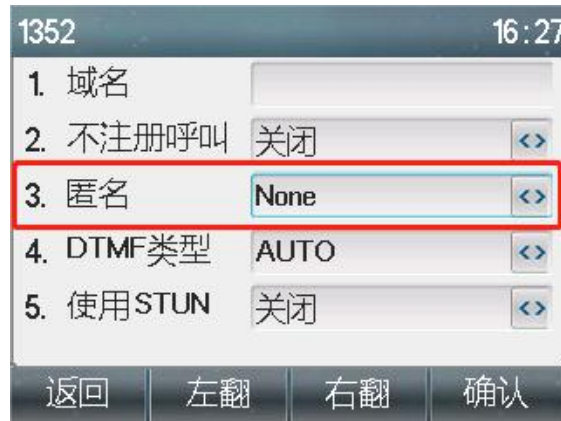 1352 16:27
1. 域名
2. 不注册呼叫 关闭
3. 匿名 None
4. DTMF类型 AUTO
5. 使用STUN 关闭
返回 左翻 右翻 确认